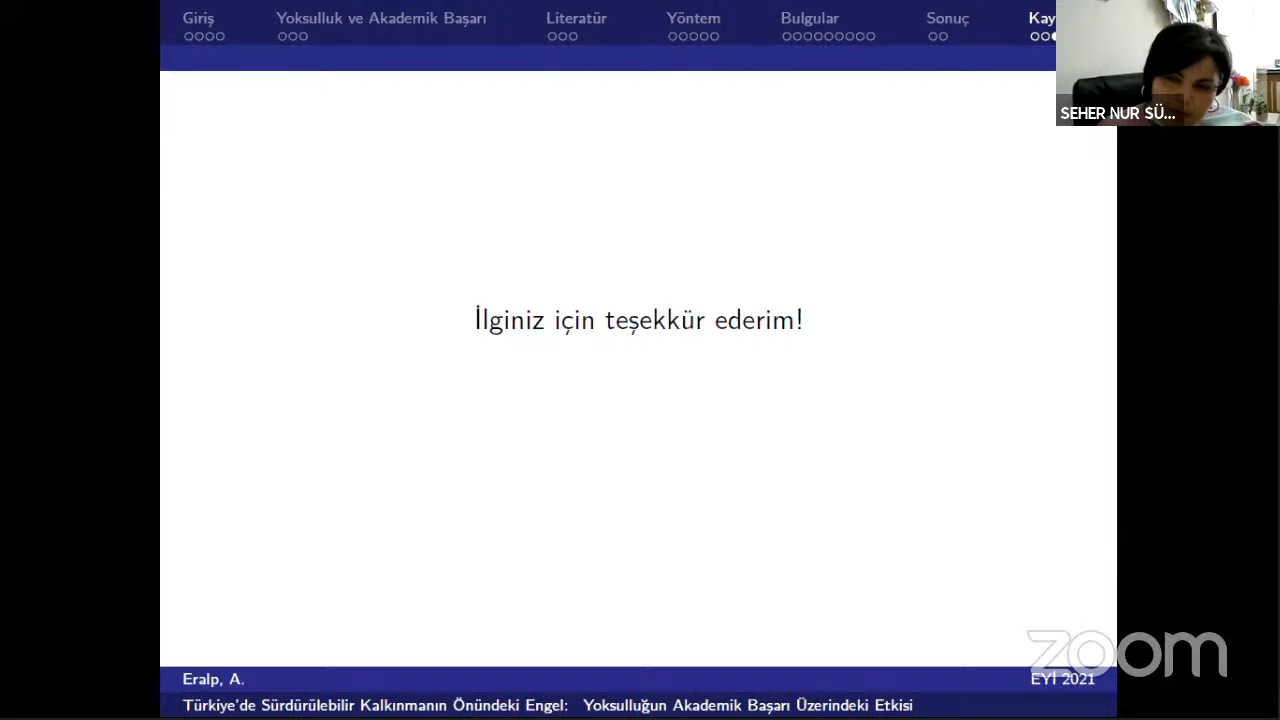 Giriş Yoksulluk ve Akademik Başarı Literatür Yöntem Bulgular Sonuç Kay
SEHER NUR SÜ...
İlginiz için teşekkür ederim!
zoom
Eralp, A. EYİ 2021
Türkiye'de Sürdürülebilir Kalkınmanın Önündeki Engel: Yoksulluğun Akademik Başarı Üzerindeki Etkisi